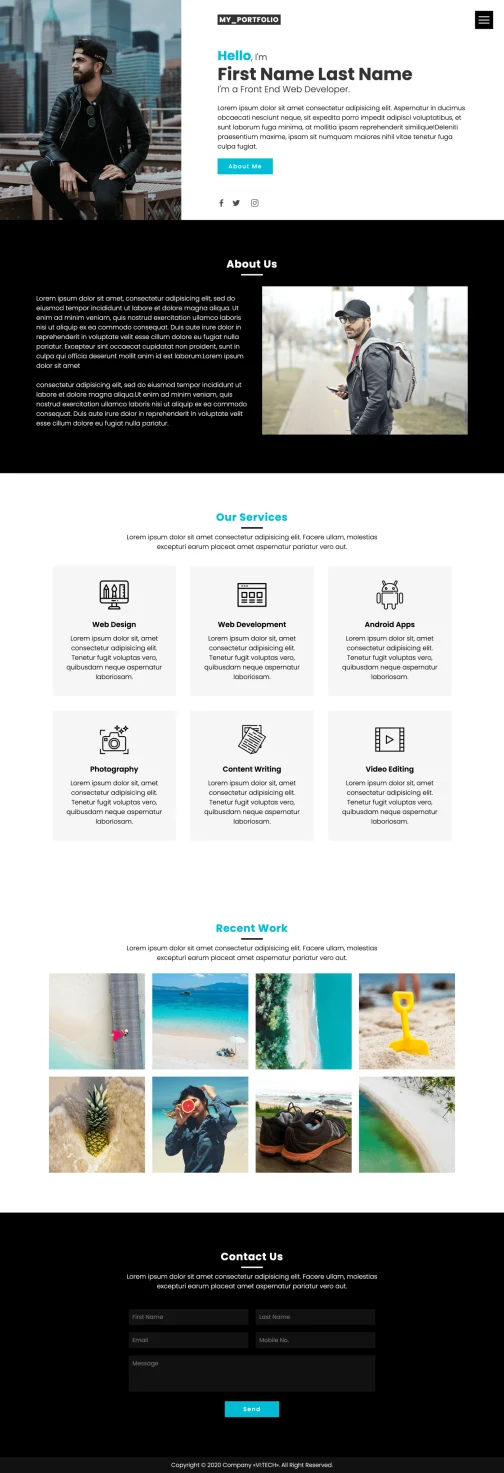 MY_PORTFOLIO
Hello, I'm
First Name Last Name
I'm a Front End Web Developer.
Lorem ipsum dolor sit amet consectetur adipisicing elit. Aspernatur in ducimus
obcaecati nesciunt neque, sit expedita porro impedit adipisci voluptatibus, et
sunt laborum fuga minima, at mollitia ipsam reprehenderit similique!Deleniti
praesentium maxime, ipsam sit numquam maiores nihil vitae tenetur fuga
culpa fugiat.
About Me
About Us
Lorem ipsum dolor sit amet, consectetur adipisicing elit, sed do
eiusmod tempor incididunt ut labore et dolore magna aliqua. Ut
enim ad minim veniam, quis nostrud exercitation ullamco laboris
nisi ut aliquip ex ea commodo consequat. Duis aute irure dolor in
reprehenderit in voluptate velit esse cillum dolore eu fugiat nulla
pariatur. Excepteur sint occaecat cupidatat non proident, sunt in
culpa qui officia deserunt mollit anim id est laborum.Lorem ipsum
dolor sit amet
consectetur adipisicing elit, sed do eiusmod tempor incididunt ut
labore et dolore magna aliqua.Ut enim ad minim veniam, quis
nostrud exercitation ullamco laboris nisi ut aliquip ex ea commodo
consequat. Duis aute irure dolor in reprehenderit in voluptate velit
esse cillum dolore eu fugiat nulla pariatur.
Our Services
Lorem ipsum dolor sit amet consectetur adipisicing elit. Facere ullam, molestias
excepturi earum placeat amet aspernatur pariatur vero aut.
Web Design
Lorem ipsum dolor sit, amet
consectetur adipisicing elit.
Tenetur fugit voluptas vero,
quibusdam neque aspernatur
laboriosam.
Web Development
Lorem ipsum dolor sit, amet
consectetur adipisicing elit.
Tenetur fugit voluptas vero,
quibusdam neque aspernatur
laboriosam.
Android Apps
Lorem ipsum dolor sit, amet
consectetur adipisicing elit.
Tenetur fugit voluptas vero,
quibusdam neque aspernatur
laboriosam.
Photography
Lorem ipsum dolor sit, amet
consectetur adipisicing elit.
Tenetur fugit voluptas vero,
quibusdam neque aspernatur
laboriosam.
Content Writing
Lorem ipsum dolor sit, amet
consectetur adipisicing elit.
Tenetur fugit voluptas vero,
quibusdam neque aspernatur
laboriosam.
Video Editing
Lorem ipsum dolor sit, amet
consectetur adipisicing elit.
Tenetur fugit voluptas vero,
quibusdam neque aspernatur
laboriosam.
Recent Work
Lorem ipsum dolor sit amet consectetur adipisicing elit. Facere ullam, molestias
excepturi earum placeat amet aspernatur pariatur vero aut.
Contact Us
Lorem ipsum dolor sit amet consectetur adipisicing elit. Facere ullam, molestias
excepturi earum placeat amet aspernatur pariatur vero aut.
First Name
Last Name
Email
Mobile No.
Message
Send
Copyright © 2020 Company «VI:TECH». All Right Reserved.